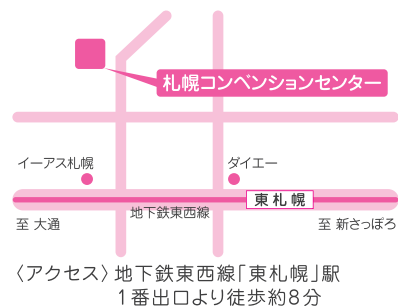 札幌コンベンションセンター
イーアス札幌
ダイエー
東札幌
地下鉄東西線
至 大通
至 新さっぽろ
〈アクセス〉地下鉄東西線「東札幌」駅
1番出口より徒歩約8分